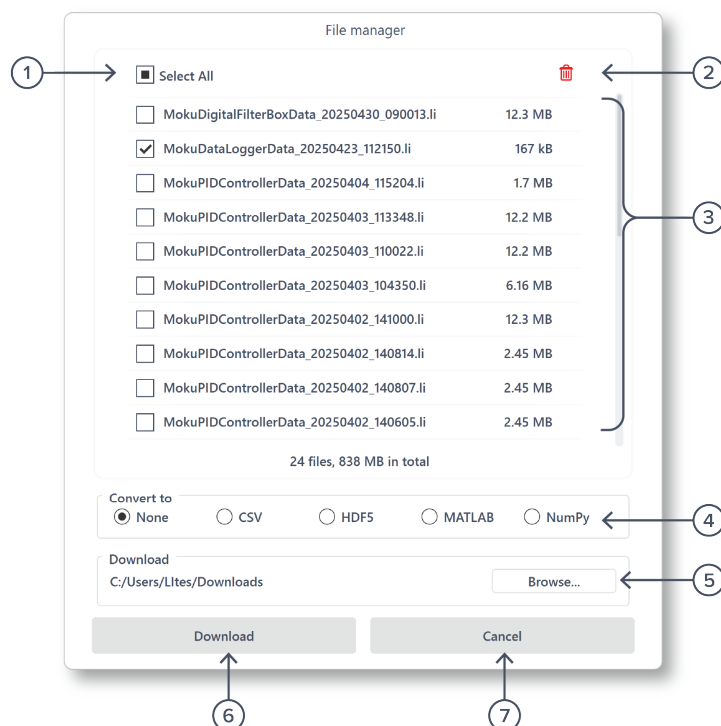 File manager
1
Select All
2
MokuDigitalFilterBoxData_20250430_090013.li 12.3 MB
MokuDataLoggerData_20250423_112150.li 167 kB
MokuPIDControllerData_20250404_115204.li 1.7 MB
MokuPIDControllerData_20250403_113348.li 12.2 MB
3
MokuPIDControllerData_20250403_110022.li 12.2 MB
MokuPIDControllerData_20250403_104350.li 6.16 MB
MokuPIDControllerData_20250402_141000.li 12.3 MB
MokuPIDControllerData_20250402_140814.li 2.45 MB
MokuPIDControllerData_20250402_140807.li 2.45 MB
MokuPIDControllerData_20250402_140605.li 2.45 MB
24 files, 838 MB in total
Convert to
None CSV HDF5 MATLAB NumPy
4
Download
C:/Users/LItes/Downloads Browse...
5
Download Cancel
6 7